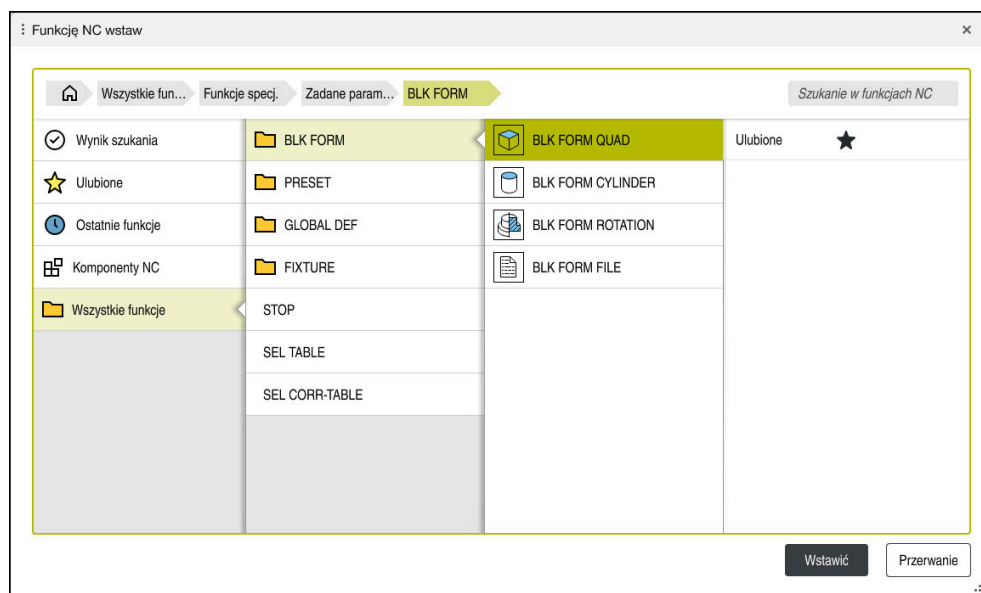 Funkcję NC wstaw
Wszystkie fun... Funkcje specj. Zadane param... BLK FORM
Szukanie w funkcjach NC
Wynik szukania
Ulubione
Ostatnie funkcje
Komponenty NC
Wszystkie funkcje
BLK FORM
PRESET
GLOBAL DEF
FIXTURE
STOP
SEL TABLE
SEL CORR-TABLE
BLK FORM QUAD
BLK FORM CYLINDER
BLK FORM ROTATION
BLK FORM FILE
Ulubione
Wstawić
Przerwanie